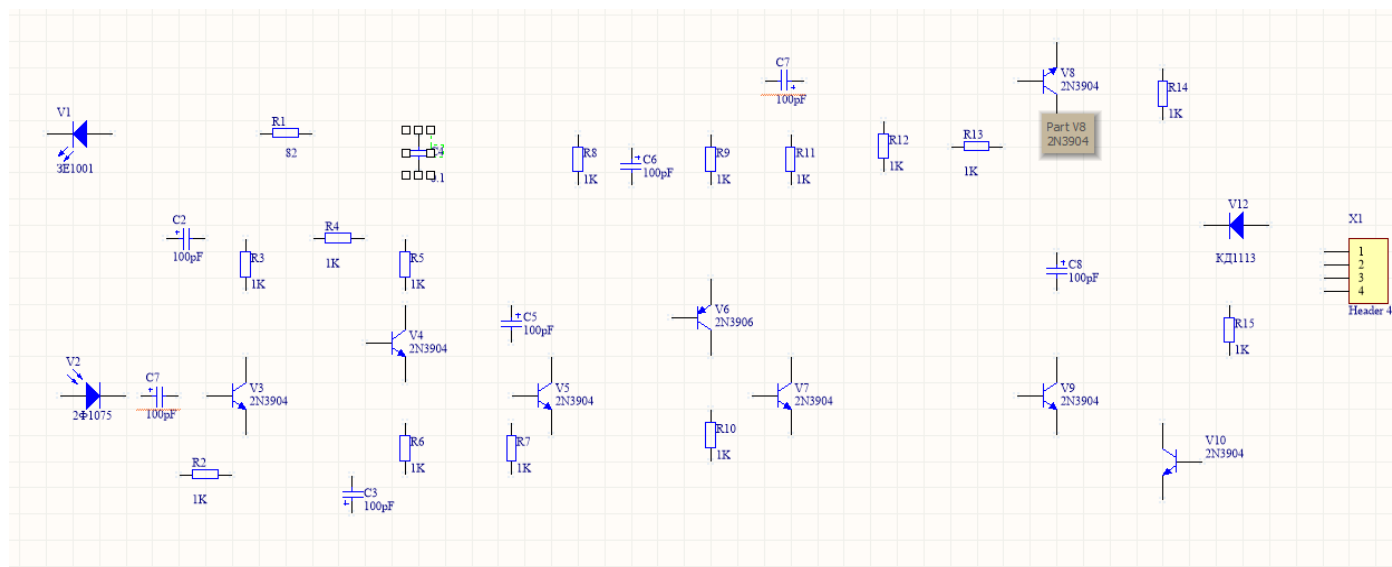 C7
100pF
V8
2N3904
Part V8
2N3904
R14
1K
V1
3E1001
R1
82
C4
0.1
R8
1K
C6
100pF
R9
1K
R11
1K
R12
1K
R13
1K
C2
100pF
R3
1K
R4
1K
R5
1K
V12
КД1113
X1
1
2
3
4
Header 4
C8
100pF
V4
2N3904
C5
100pF
V6
2N3906
R15
1K
V2
2Ф1075
C7
100pF
V3
2N3904
V5
2N3904
V7
2N3904
V9
2N3904
R6
1K
R7
1K
R10
1K
V10
2N3904
R2
1K
C3
100pF